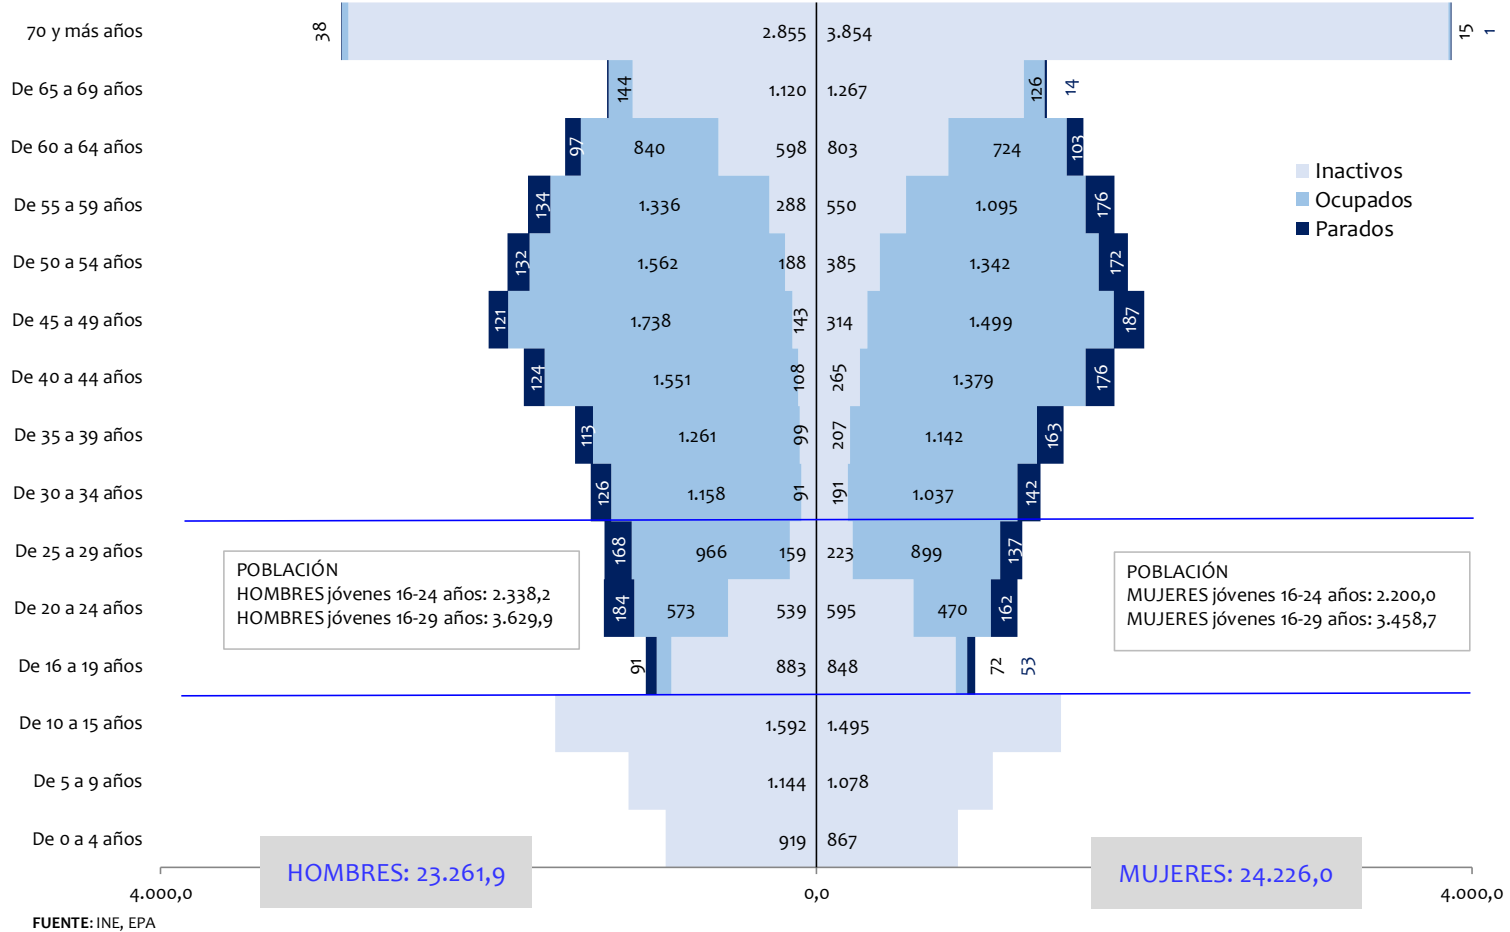 70 y más años 38 2.855 3.854 15 1
De 65 a 69 años 144 1.120 1.267 126 14
De 60 a 64 años 97 840 598 803 724 103
De 55 a 59 años 134 1.336 288 550 1.095 176
De 50 a 54 años 132 1.562 188 385 1.342 172
De 45 a 49 años 121 1.738 143 314 1.499 187
De 40 a 44 años 124 1.551 108 265 1.379 176
De 35 a 39 años 113 1.261 99 207 1.142 163
De 30 a 34 años 126 1.158 91 191 1.037 142
De 25 a 29 años 168 966 159 223 899 137
De 20 a 24 años 184 573 539 595 470 162
De 16 a 19 años 91 883 848 72 53
De 10 a 15 años 1.592 1.495
De 5 a 9 años 1.144 1.078
De 0 a 4 años 919 867
Inactivos
Ocupados
Parados
POBLACIÓN
HOMBRES jóvenes 16-24 años: 2.338,2
HOMBRES jóvenes 16-29 años: 3.629,9
POBLACIÓN
MUJERES jóvenes 16-24 años: 2.200,0
MUJERES jóvenes 16-29 años: 3.458,7
HOMBRES: 23.261,9
MUJERES: 24.226,0
4.000,0 0,0 4.000,0
FUENTE: INE, EPA